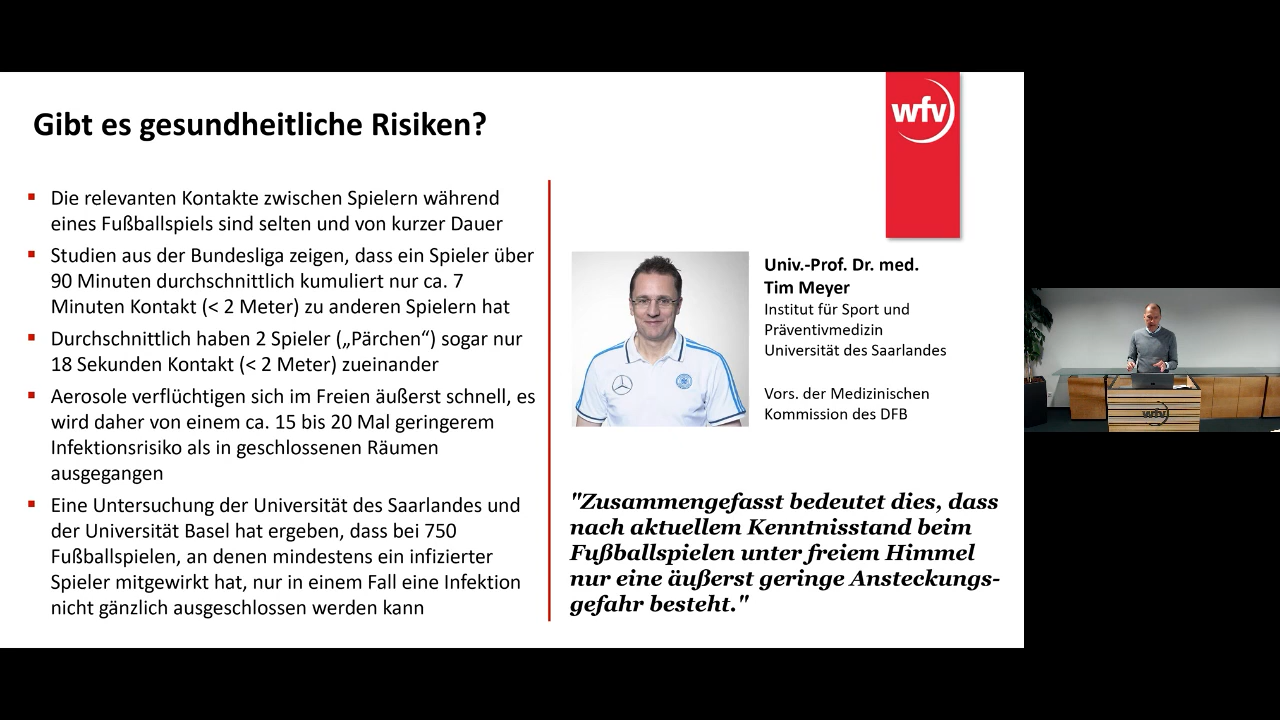 Gibt es gesundheitliche Risiken?
wfv
Die relevanten Kontakte zwischen Spielern während
eines Fußballspiels sind selten und von kurzer Dauer
Studien aus der Bundesliga zeigen, dass ein Spieler über
90 Minuten durchschnittlich kumuliert nur ca. 7
Minuten Kontakt (< 2 Meter) zu anderen Spielern hat
Durchschnittlich haben 2 Spieler („Pärchen“) sogar nur
18 Sekunden Kontakt (< 2 Meter) zueinander
Aerosole verflüchtigen sich im Freien äußerst schnell, es
wird daher von einem ca. 15 bis 20 Mal geringerem
Infektionsrisiko als in geschlossenen Räumen
ausgegangen
Eine Untersuchung der Universität des Saarlandes und
der Universität Basel hat ergeben, dass bei 750
Fußballspielen, an denen mindestens ein infizierter
Spieler mitgewirkt hat, nur in einem Fall eine Infektion
nicht gänzlich ausgeschlossen werden kann
Univ.-Prof. Dr. med.
Tim Meyer
Institut für Sport und
Präventivmedizin
Universität des Saarlandes
Vors. der Medizinischen
Kommission des DFB
"Zusammengefasst bedeutet dies, dass
nach aktuellem Kenntnisstand beim
Fußballspielen unter freiem Himmel
nur eine äußerst geringe Ansteckungs-
gefahr besteht."
wfv